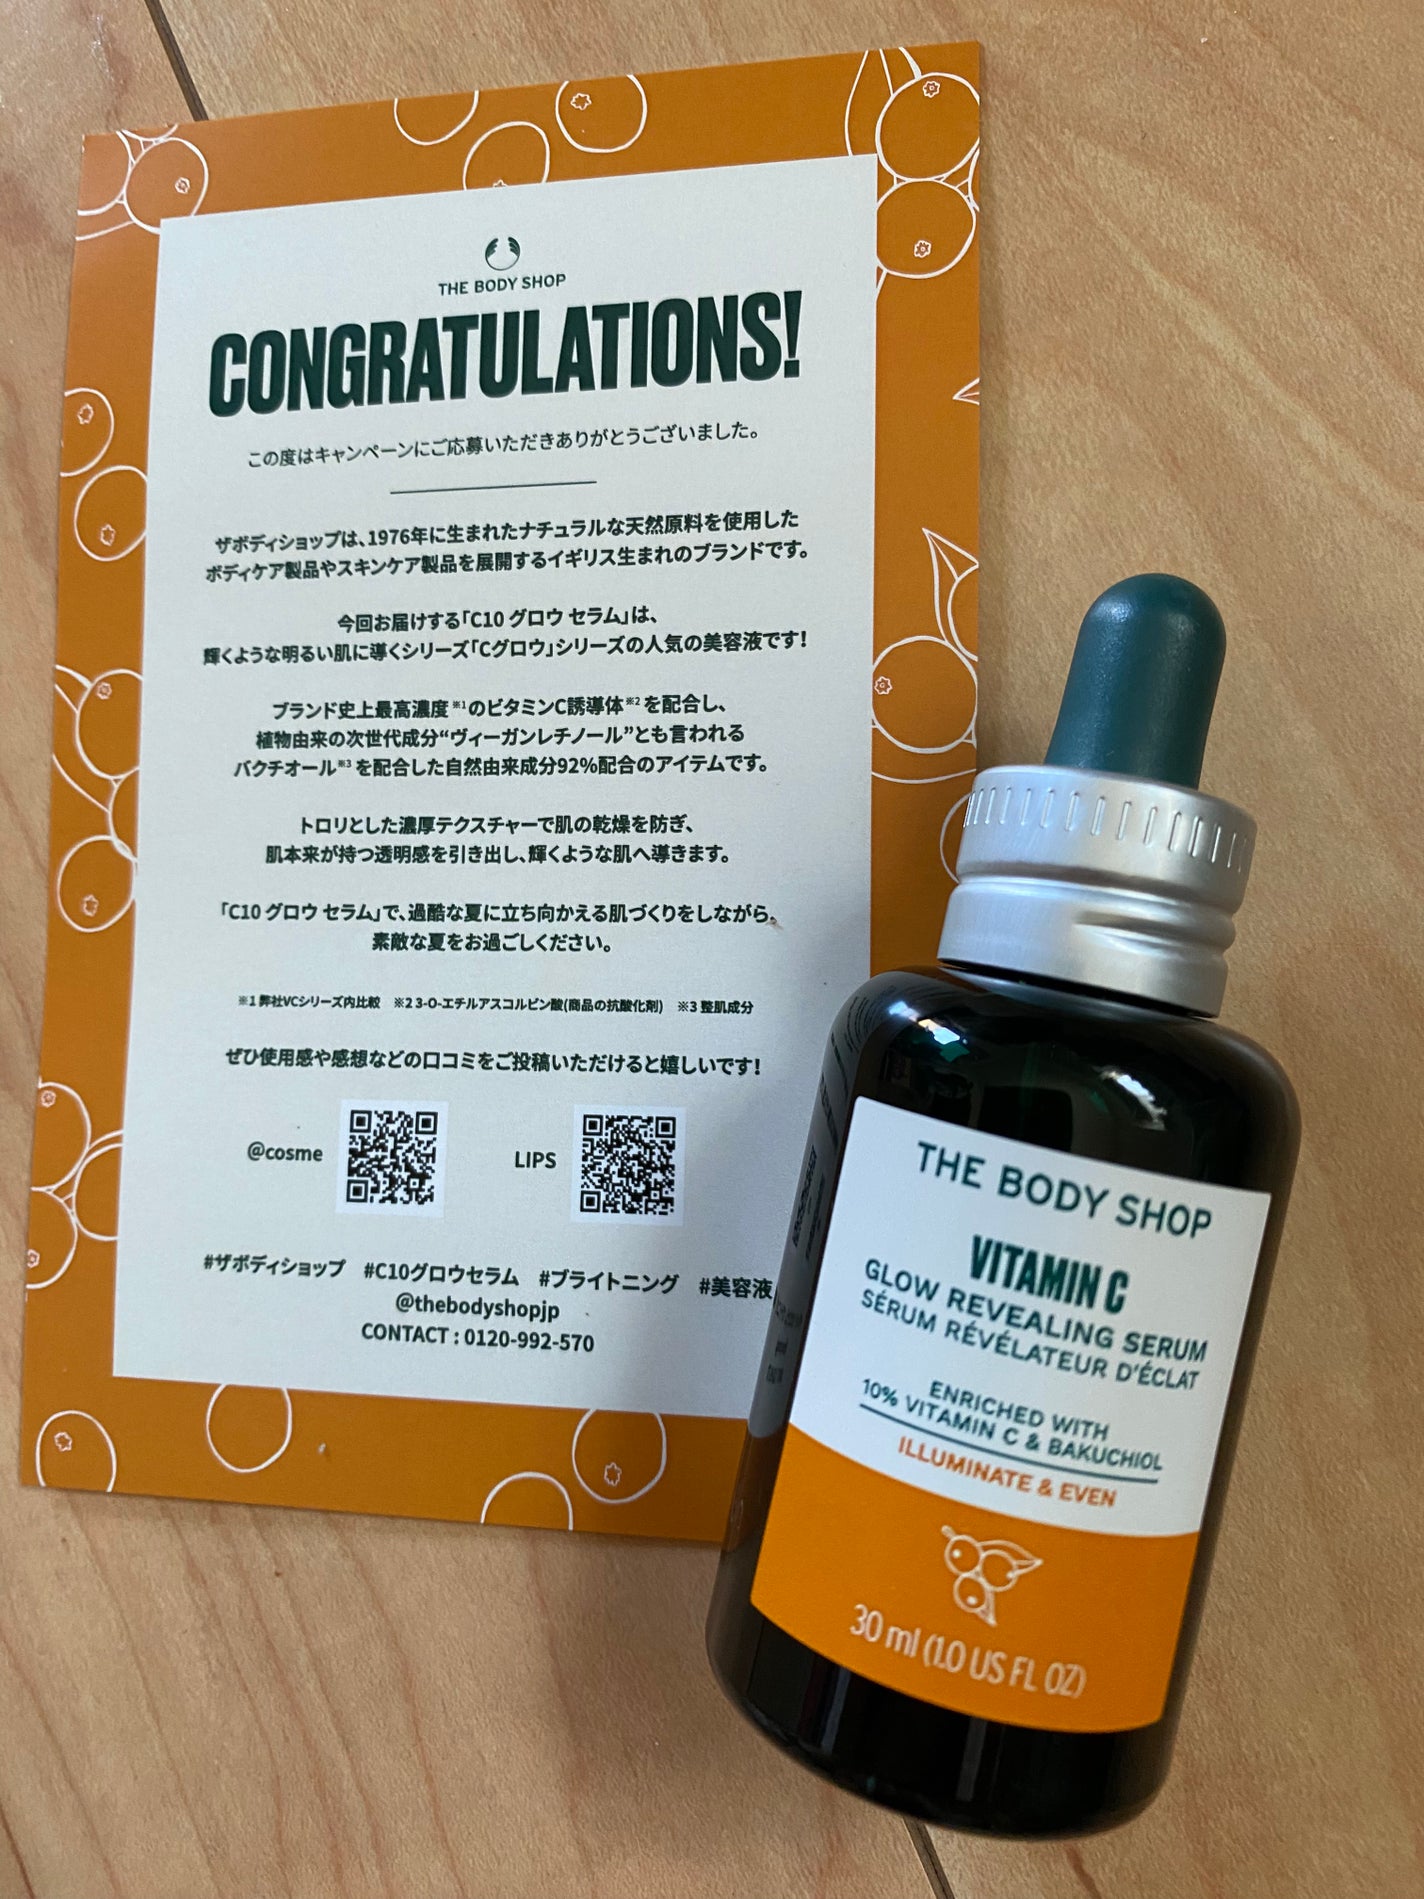 THE BODY SHOP
CONGRATULATIONS!
この度はキャンペーンにご応募いただきありがとうございました。
ザボディショップは、1976年に生まれたナチュラルな天然原料を使用した
ボディケア製品やスキンケア製品を展開するイギリス生まれのブランドです。
今回お届けする「C10 グロウ セラム」は、
輝くような明るい肌に導くシリーズ「Cグロウ」シリーズの人気の美容液です!
ブランド史上最高濃度※1のビタミンC誘導体※2を配合し、
植物由来の次世代成分“ヴィーガンレチノール”とも言われる
バクチオール※3を配合した自然由来成分92%配合のアイテムです。
トロリとした濃厚テクスチャーで肌の乾燥を防ぎ、
肌本来が持つ透明感を引き出し、輝くような肌へ導きます。
「C10 グロウ セラム」で、過酷な夏に立ち向かえる肌づくりをしながら、
素敵な夏をお過ごしください。
※1 弊社VCシリーズ内比較　※2 3-O-エチルアスコルビン酸(商品の抗酸化剤)　※3 整肌成分
ぜひ使用感や感想などの口コミをご投稿いただけると嬉しいです!
@cosme
LIPS
#ザボディショップ　#C10グロウセラム　#ブライトニング　#美容液
@thebodyshopjp
CONTACT : 0120-992-570
THE BODY SHOP
VITAMIN C
GLOW REVEALING SERUM
SÉRUM RÉVÉLATEUR D'ÉCLAT
ENRICHED WITH
10% VITAMIN C & BAKUCHIOL
ILLUMINATE & EVEN
30 ml (1.0 US FL OZ)